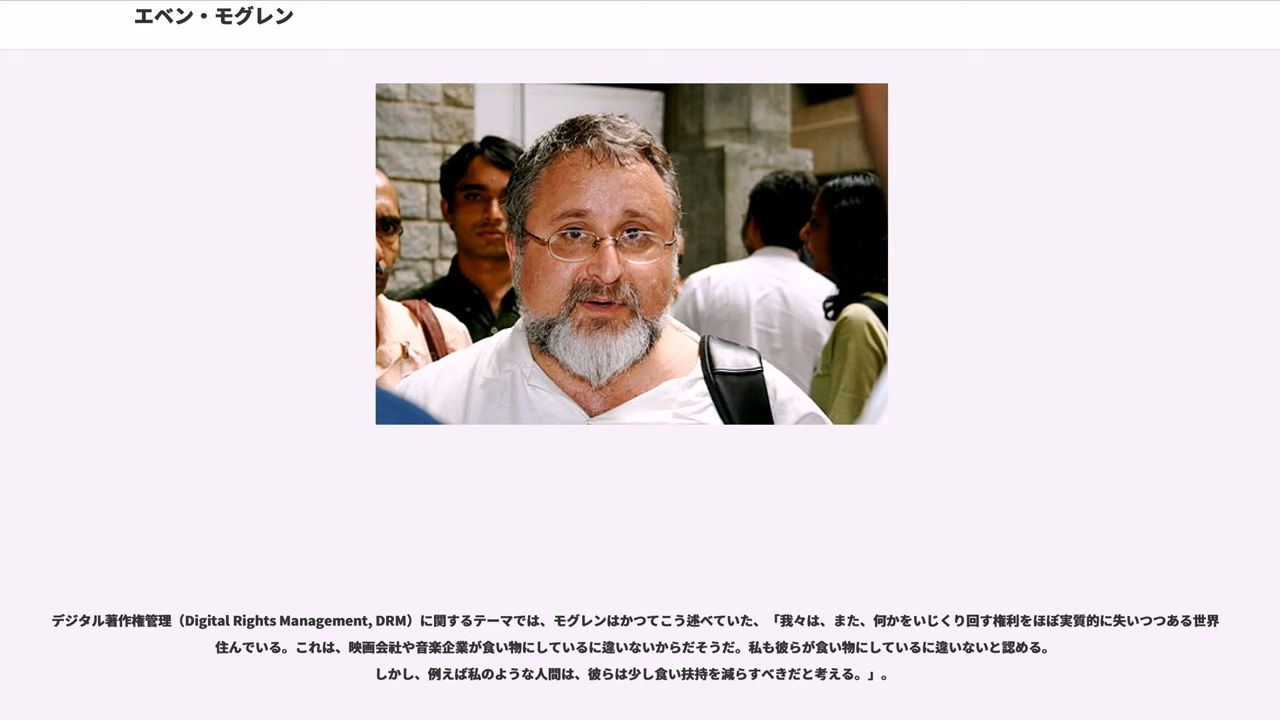 エベン・モグレン
デジタル著作権管理（Digital Rights Management, DRM）に関するテーマでは、モグレンはかつてこう述べていた、「我々は、また、何かをいじくり回す権利をほぼ実質的に失いつつある世界
住んでいる。これは、映画会社や音楽企業が食い物にしているに違いないからだそうだ。私も彼らが食い物にしているに違いないと認める。
しかし、例えば私のような人間は、彼らは少し食い扶持を減らすべきだと考える。」。